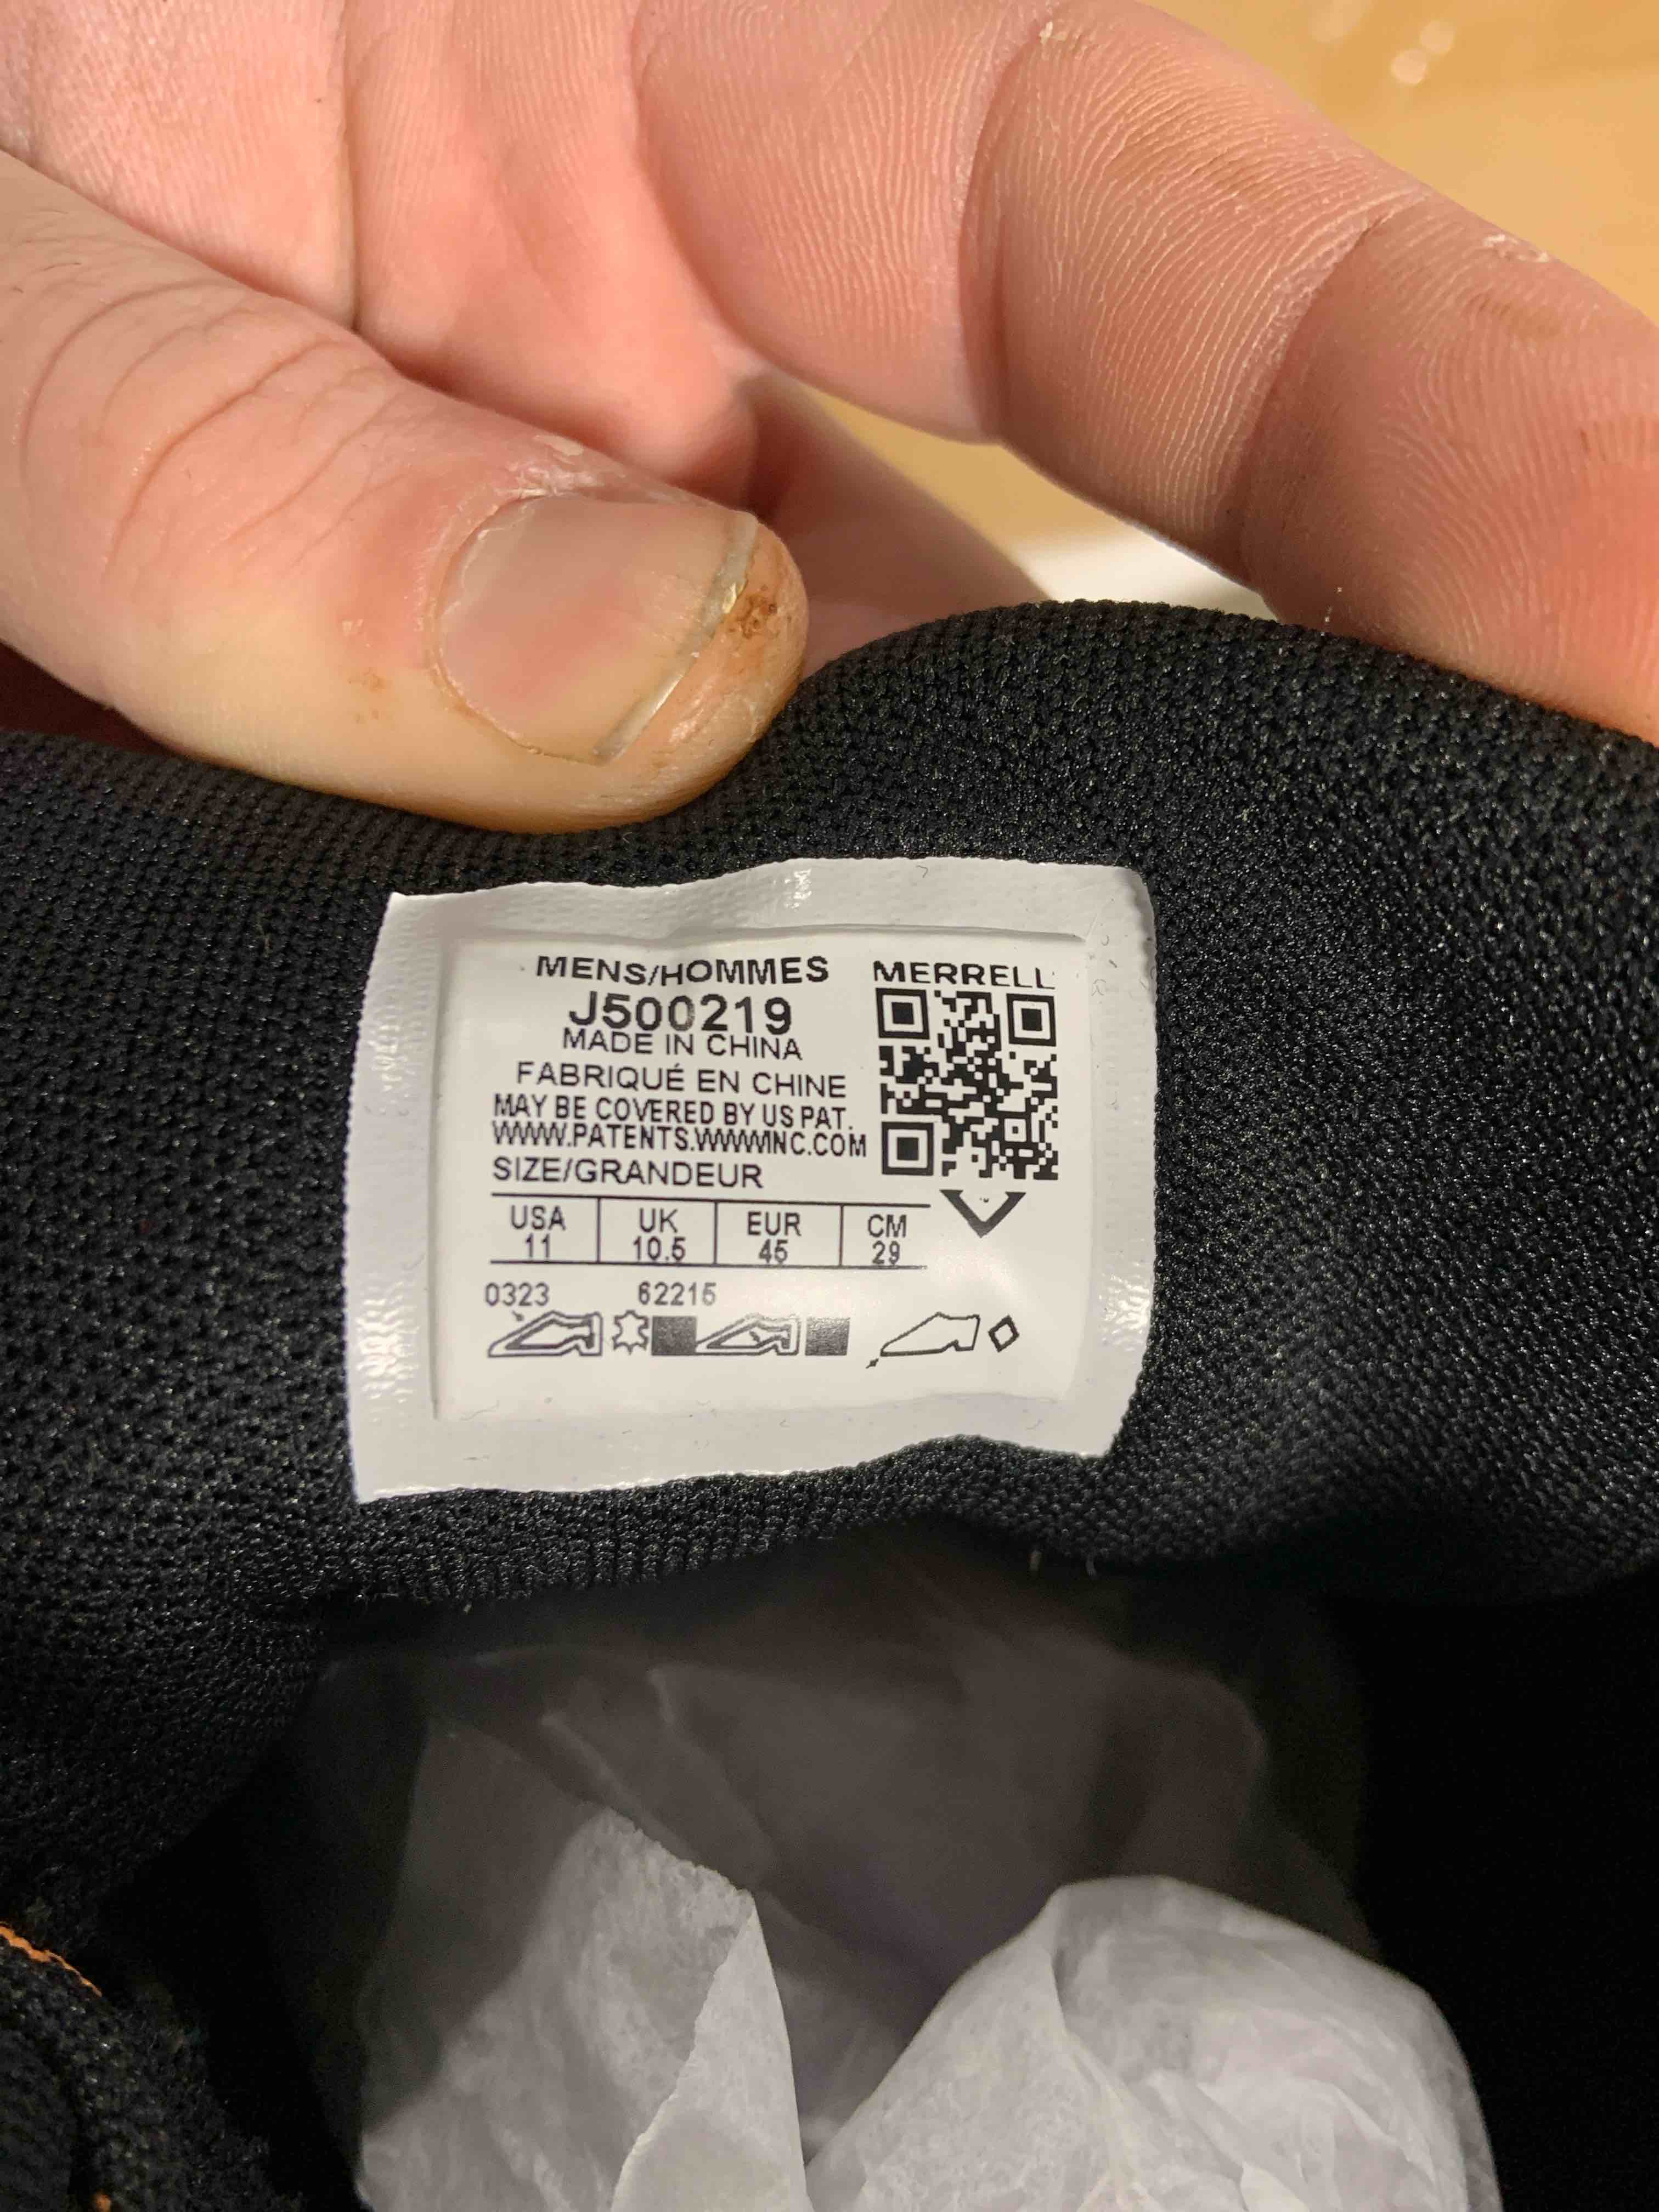 MENS/HOMMES
J500219
MADE IN CHINA
FABRIQUÉ EN CHINE
MAY BE COVERED BY US PAT.
WWW.PATENTS.WWWINC.COM
SIZE/GRANDEUR
USA UK EUR CM
11 10.5 45 29
0323 62215
MERRELL